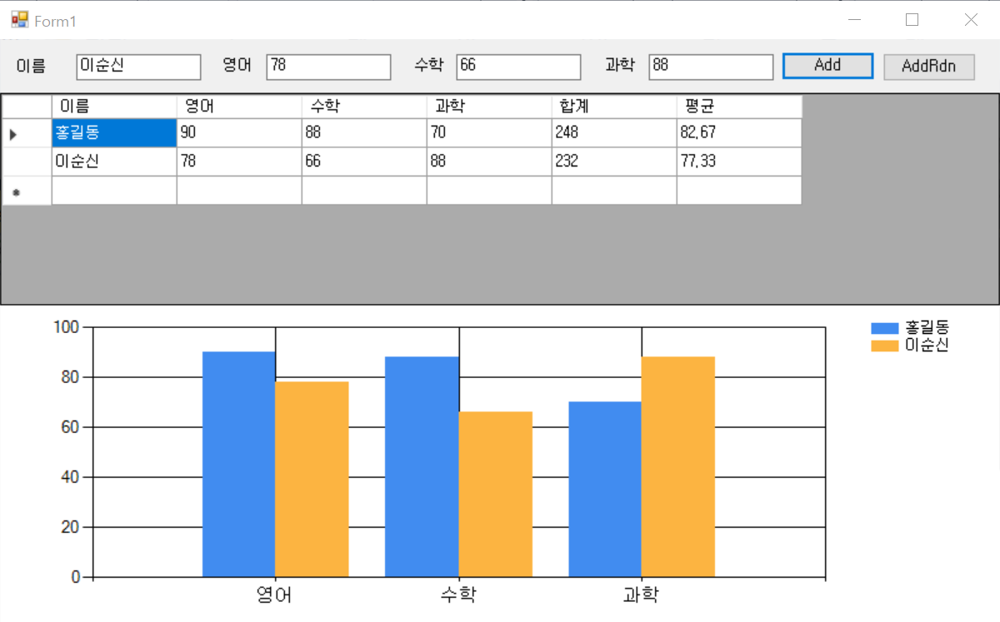 Form1
이름 이순신 영어 78 수학 66 과학 88 Add AddRdn
이름 영어 수학 과학 합계 평균
홍길동 90 88 70 248 82.67
이순신 78 66 88 232 77.33
100
80
60
40
20
0
영어 수학 과학
홍길동
이순신